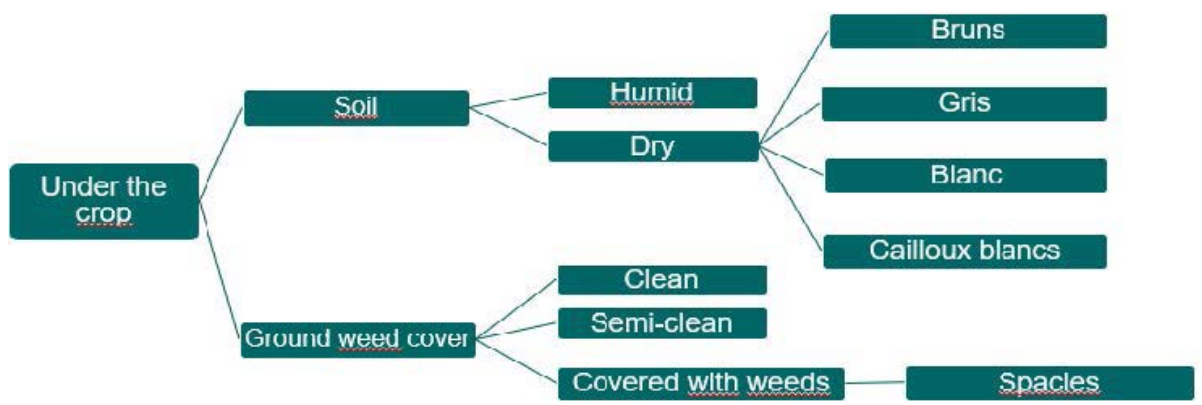 Bruns
Humid
Soil
Gris
Dry
Blanc
Under the
crop
Cailloux blancs
Clean
Semi-clean
Ground weed cover
Covered with weeds
Spacies